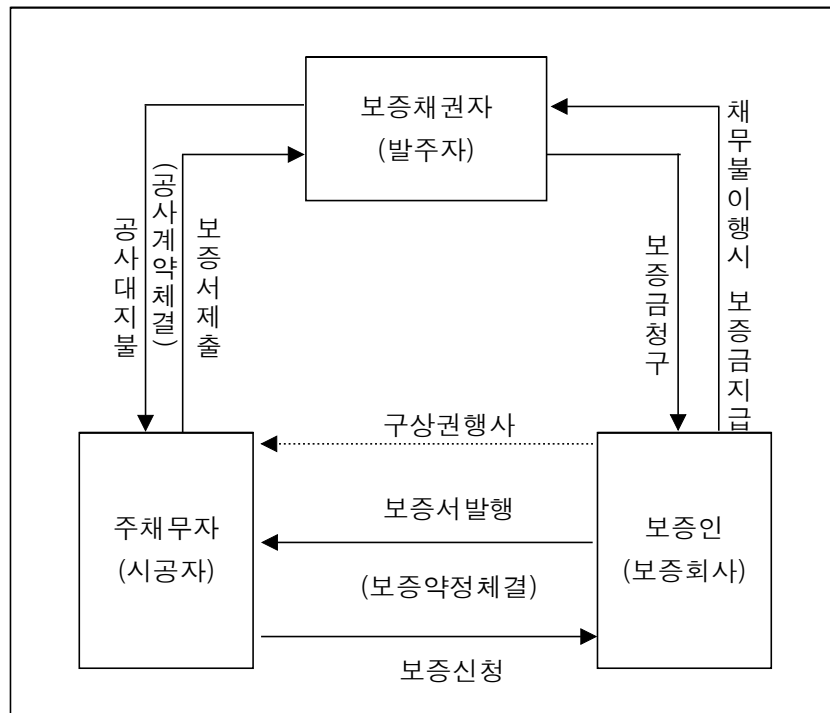 보증채권자
(발주자)
공사대지불
(공사계약체결)
보증서제출
보증금청구
채무불이행시 보증금지급
구상권행사
주채무자
(시공자)
보증서발행
(보증약정체결)
보증신청
보증인
(보증회사)